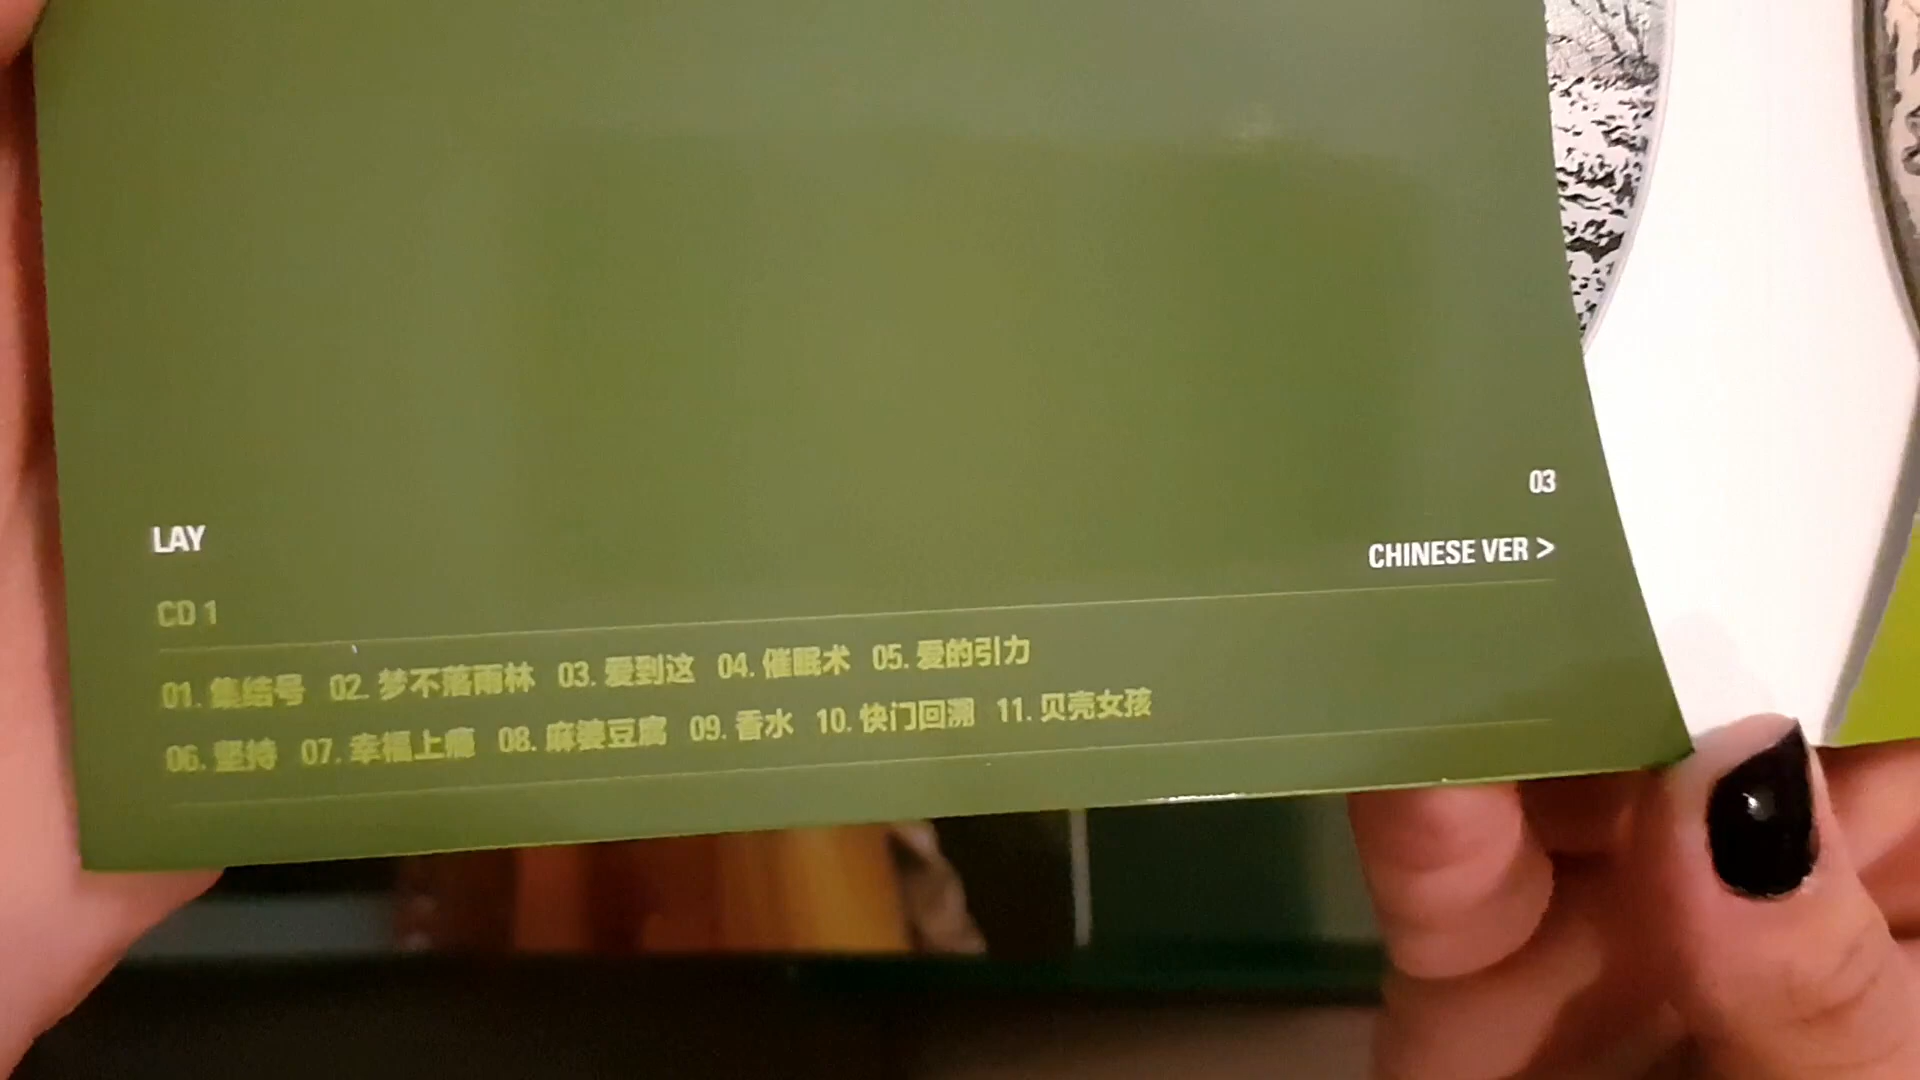 03
LAY
CHINESE VER >
CD 1
01. 集结号 02. 梦不落雨林 03. 爱到这 04. 催眠术 05. 爱的引力
06. 坚持 07. 幸福上瘾 08. 麻婆豆腐 09. 香水 10. 快门回溯 11. 贝壳女孩